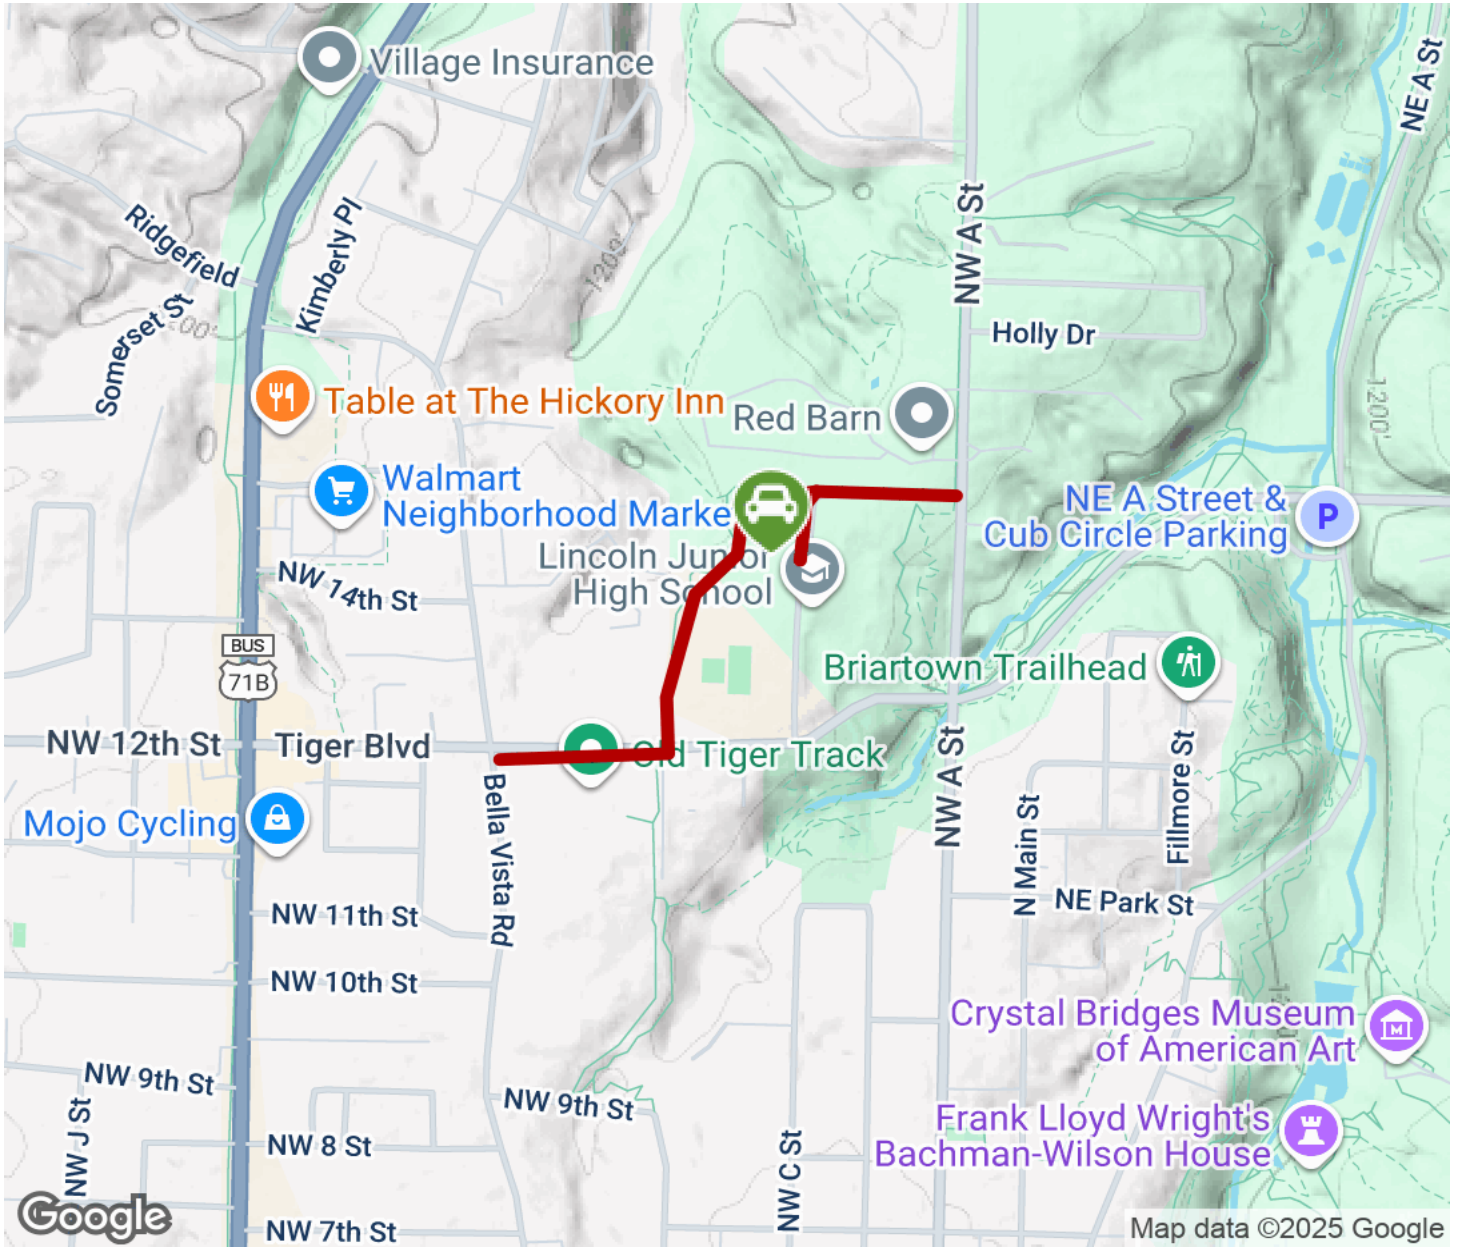 Village Insurance
NE A St
Ridgefield
Kimberly Pl
NW A St
Somerset St
1200'
Holly Dr
Table at The Hickory Inn
Red Barn
1200'
Walmart
Neighborhood Marke
NE A Street &
Cub Circle Parking
P
Lincoln Junior
High School
NW 14th St
BUS
71B
Briartown Trailhead
NW 12th St
Tiger Blvd
Old Tiger Track
NW A St
Fillmore St
Mojo Cycling
Bella Vista Rd
N Main St
NE Park St
NW 11th St
NW 10th St
Crystal Bridges Museum
of American Art
M
NW 9th St
NW 9th St
NW J St
NW 8 St
NW C St
Frank Lloyd Wright's
Bachman-Wilson House
Google
NW 7th St
Map data ©2025 Google